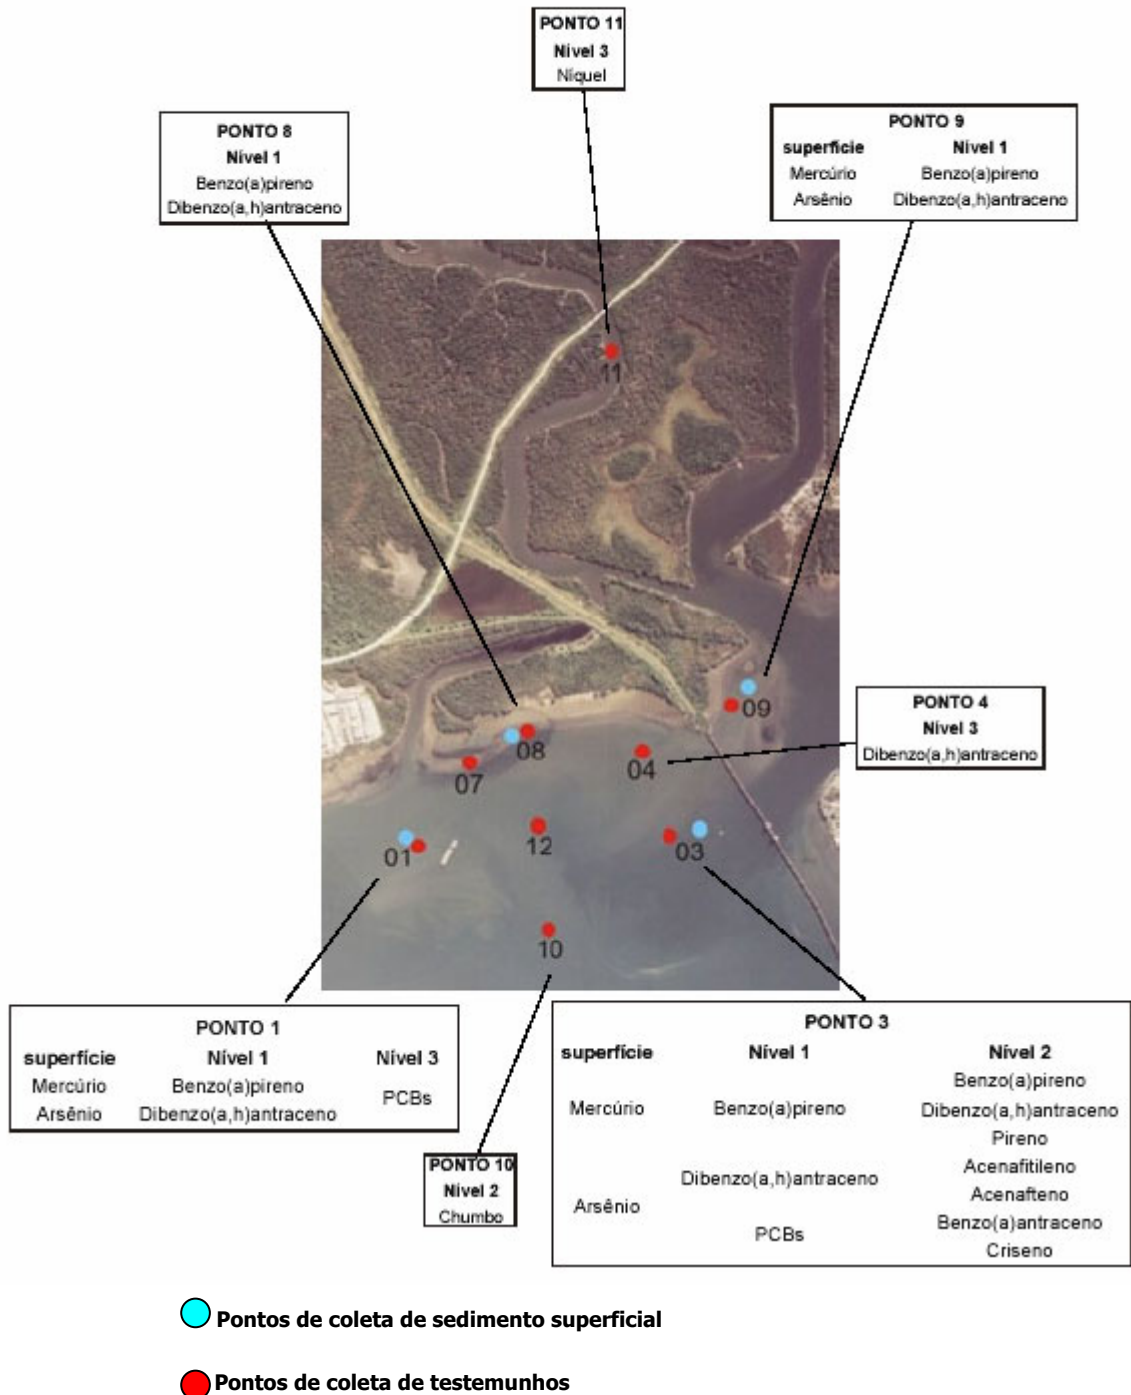 PONTO 11
Nível 3
Níquel
PONTO 8
Nível 1
Benzo(a)pireno
Dibenzo(a,h)antraceno
PONTO 9
superfície Nível 1
Mercúrio Benzo(a)pireno
Arsênio Dibenzo(a,h)antraceno
11
09
08
04
07
12
03
01
10
PONTO 4
Nível 3
Dibenzo(a,h)antraceno
PONTO 1
superfície Nível 1 Nível 3
Mercúrio Benzo(a)pireno
PCBs
Arsênio Dibenzo(a,h)antraceno
PONTO 10
Nível 2
Chumbo
PONTO 3
superfície Nível 1 Nível 2
Benzo(a)pireno
Mercúrio Benzo(a)pireno Dibenzo(a,h)antraceno
Pireno
Acenafitileno
Dibenzo(a,h)antraceno
Acenafteno
Arsênio
Benzo(a)antraceno
PCBs
Criseno
Pontos de coleta de sedimento superficial
Pontos de coleta de testemunhos